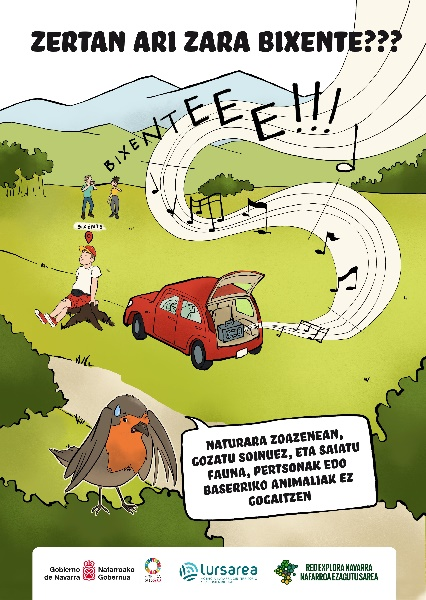 ZERTAN ARI ZARA BIXENTE???
BIXENTEEE!!!
BIXENTE
NATURARA ZOAZENEAN,
GOZATU SOINUEZ, ETA SAIATU
FAUNA, PERTSONAK EDO
BASERRIKO ANIMALIAK EZ
GOGAITZEN
Gobierno de Navarra
Nafarroako Gobernua
lursarea
RED EXPLORA NAVARRA
NAFARROA EZAGUTU SAREA